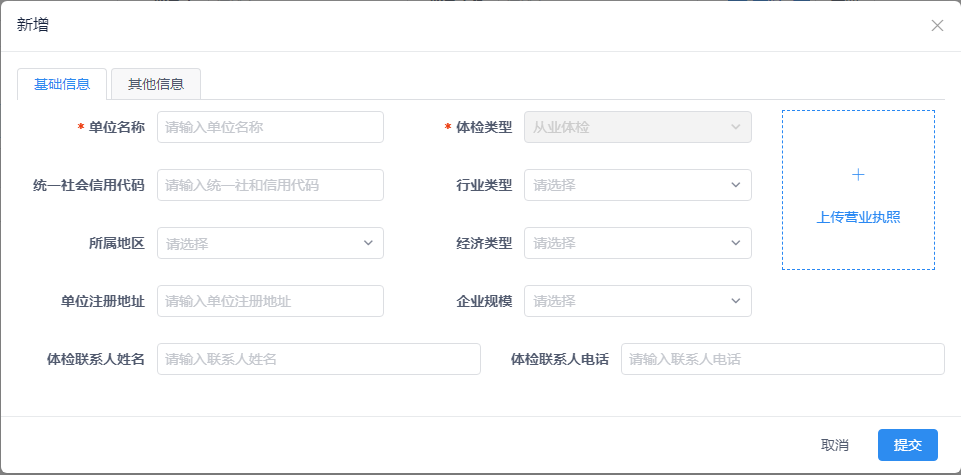 新增
基础信息 其他信息
* 单位名称 请输入单位名称 * 体检类型 从业体检
统一社会信用代码 请输入统一社和信用代码 行业类型 请选择
上传营业执照
所属地区 请选择 经济类型 请选择
单位注册地址 请输入单位注册地址 企业规模 请选择
体检联系人姓名 请输入联系人姓名 体检联系人电话 请输入联系人电话
取消 提交